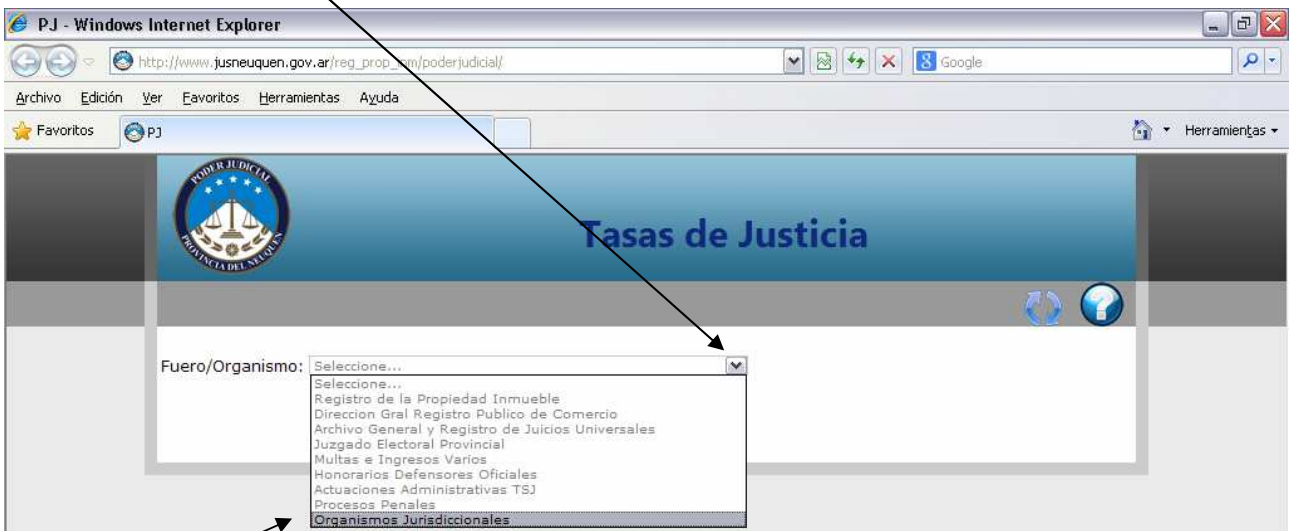 PJ - Windows Internet Explorer
http://www.jusneuquen.gov.ar/reg_prop_inm/poderjudicial/
Google
Archivo Edición Ver Favoritos Herramientas Ayuda
Favoritos PJ Herramientas
PODER JUDICIAL
PROVINCIA DEL NEUQUEN
Tasas de Justicia
Fuero/Organismo: Seleccione...
Seleccione...
Registro de la Propiedad Inmueble
Direccion Gral Registro Publico de Comercio
Archivo General y Registro de Juicios Universales
Juzgado Electoral Provincial
Multas e Ingresos Varios
Honorarios Defensores Oficiales
Actuaciones Administrativas TSJ
Procesos Penales
Organismos Jurisdiccionales